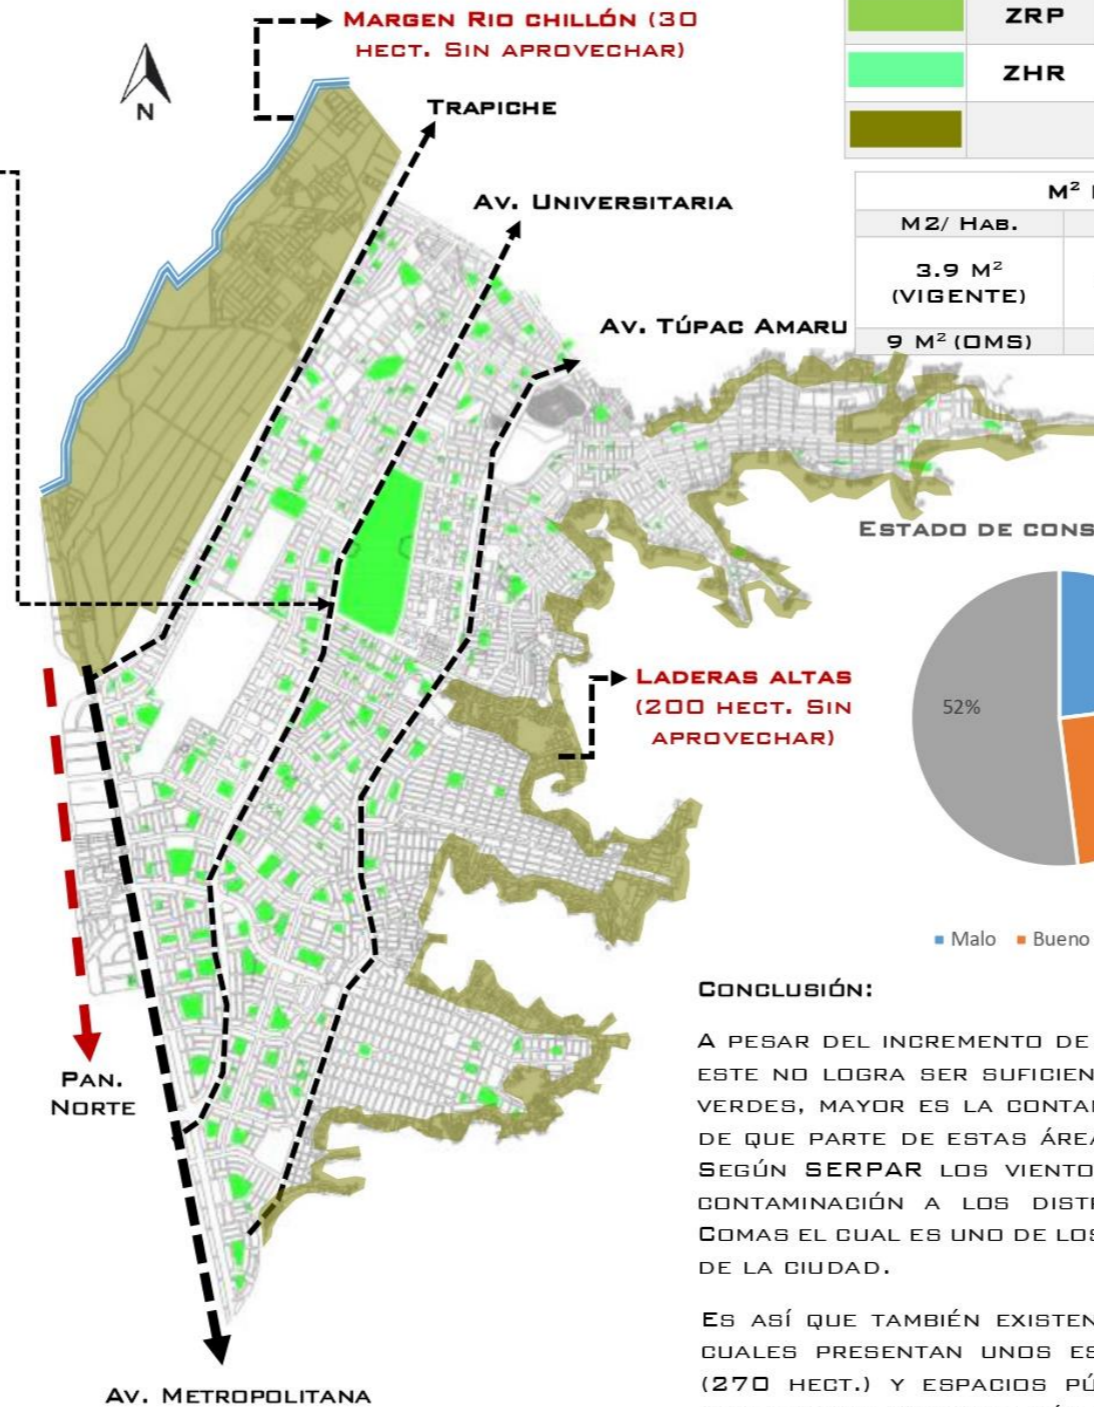 MARGEN RIO CHILLÓN (30
HECT. SIN APROVECHAR)
N
TRAPICHE
AV. UNIVERSITARIA
AV. TÚPAC AMARU
ZRP
ZHR
M²
M2/ HAB.
3.9 M²
(VIGENTE)
9 M² (OMS)
ESTADO DE CONS
52%
Malo Bueno
LADERAS ALTAS
(200 HECT. SIN
APROVECHAR)
PAN.
NORTE
AV. METROPOLITANA
CONCLUSIÓN:
A PESAR DEL INCREMENTO DE
ESTE NO LOGRA SER SUFICIEN
VERDES, MAYOR ES LA CONTA
DE QUE PARTE DE ESTAS ÁREA
SEGÚN SERPAR LOS VIENTO
CONTAMINACIÓN A LOS DISTR
COMAS EL CUAL ES UNO DE LOS
DE LA CIUDAD.
ES ASÍ QUE TAMBIÉN EXISTEN
CUALES PRESENTAN UNOS ES
(270 HECT.) Y ESPACIOS PÚ